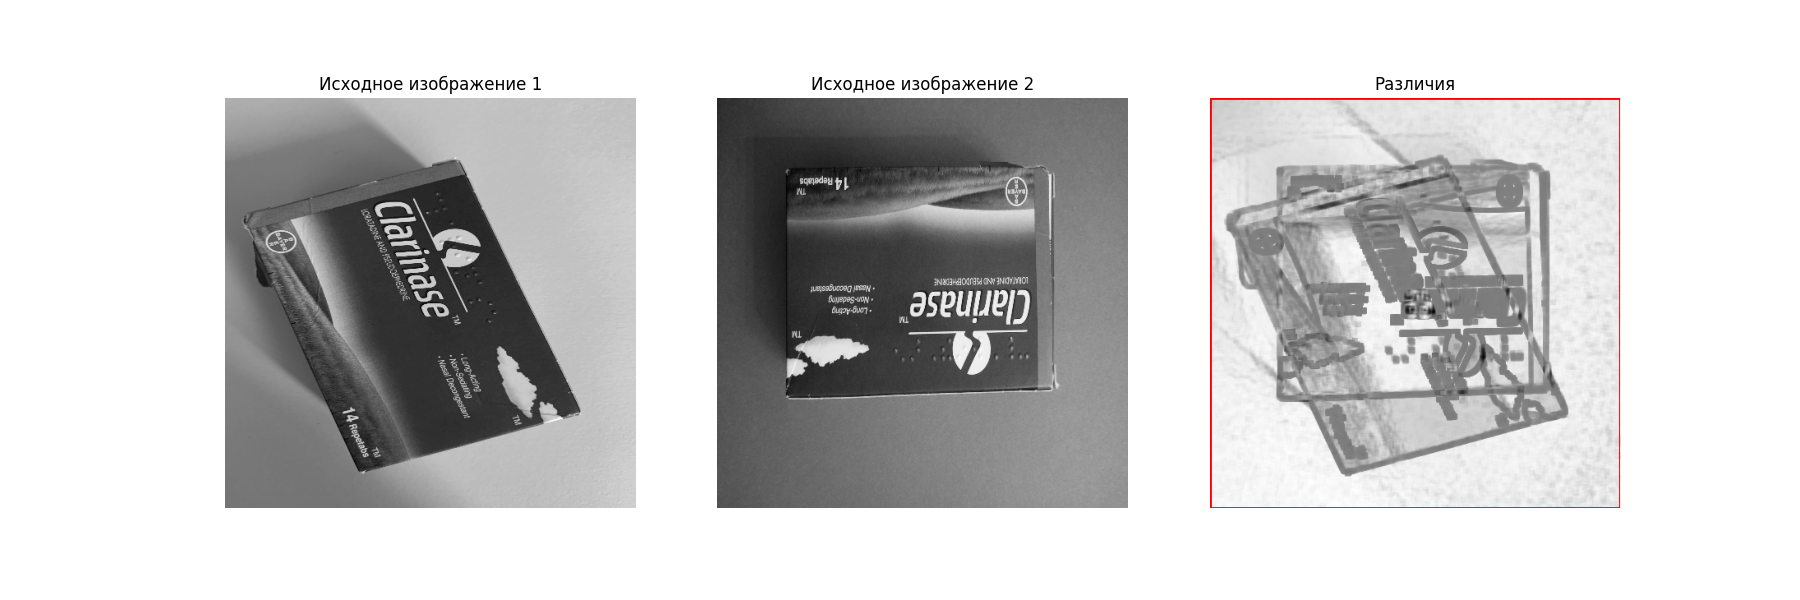 Исходное изображение 1
Исходное изображение 2
Различия
BAYER
Clarinase
LORATADINE AND PSEUDOEPHEDRINE
TM
• Long-Acting
• Non-Sedating
• Nasal Decongestant
TM
14 Repetabs
TM
14 Repetabs
TM
BAYER
LORATADINE AND PSEUDOEPHEDRINE
Clarinase
TM
• Nasal Decongestant
• Non-Sedating
• Long-Acting
TM